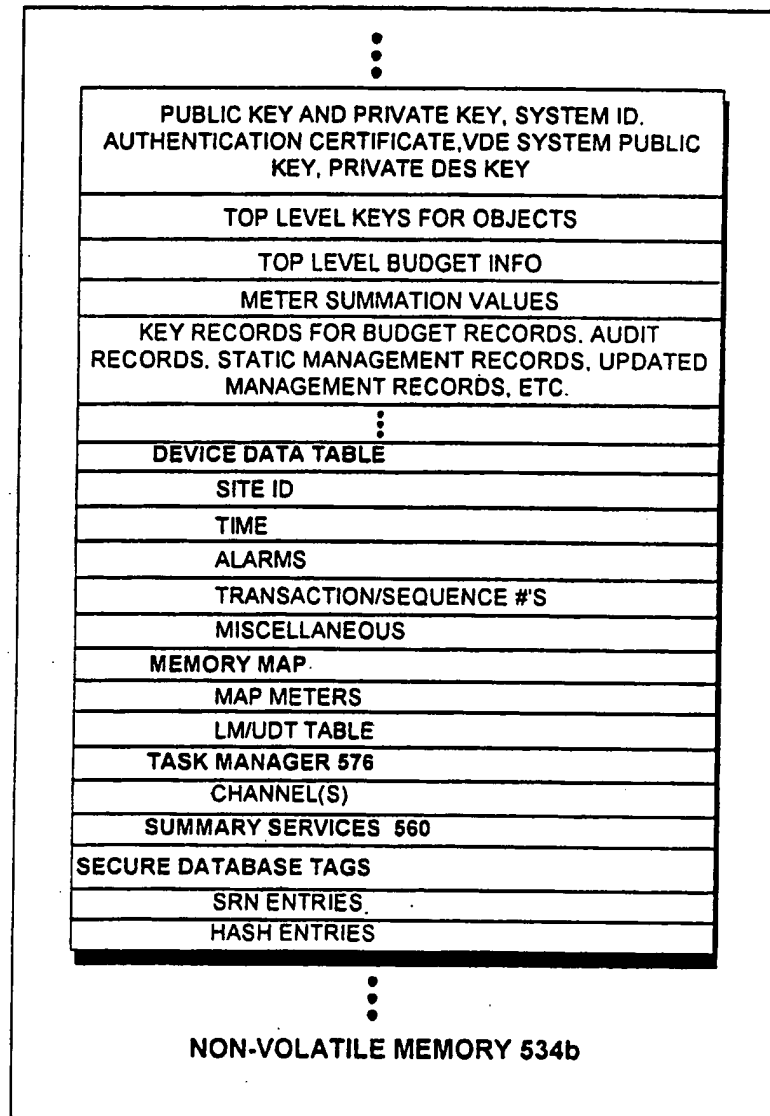 PUBLIC KEY AND PRIVATE KEY, SYSTEM ID.
AUTHENTICATION CERTIFICATE,VDE SYSTEM PUBLIC
KEY, PRIVATE DES KEY
TOP LEVEL KEYS FOR OBJECTS
TOP LEVEL BUDGET INFO
METER SUMMATION VALUES
KEY RECORDS FOR BUDGET RECORDS. AUDIT
RECORDS. STATIC MANAGEMENT RECORDS, UPDATED
MANAGEMENT RECORDS, ETC.
DEVICE DATA TABLE
SITE ID
TIME
ALARMS
TRANSACTION/SEQUENCE #'S
MISCELLANEOUS
MEMORY MAP
MAP METERS
LM/UDT TABLE
TASK MANAGER 576
CHANNEL(S)
SUMMARY SERVICES 560
SECURE DATABASE TAGS
SRN ENTRIES
HASH ENTRIES
NON-VOLATILE MEMORY 534b